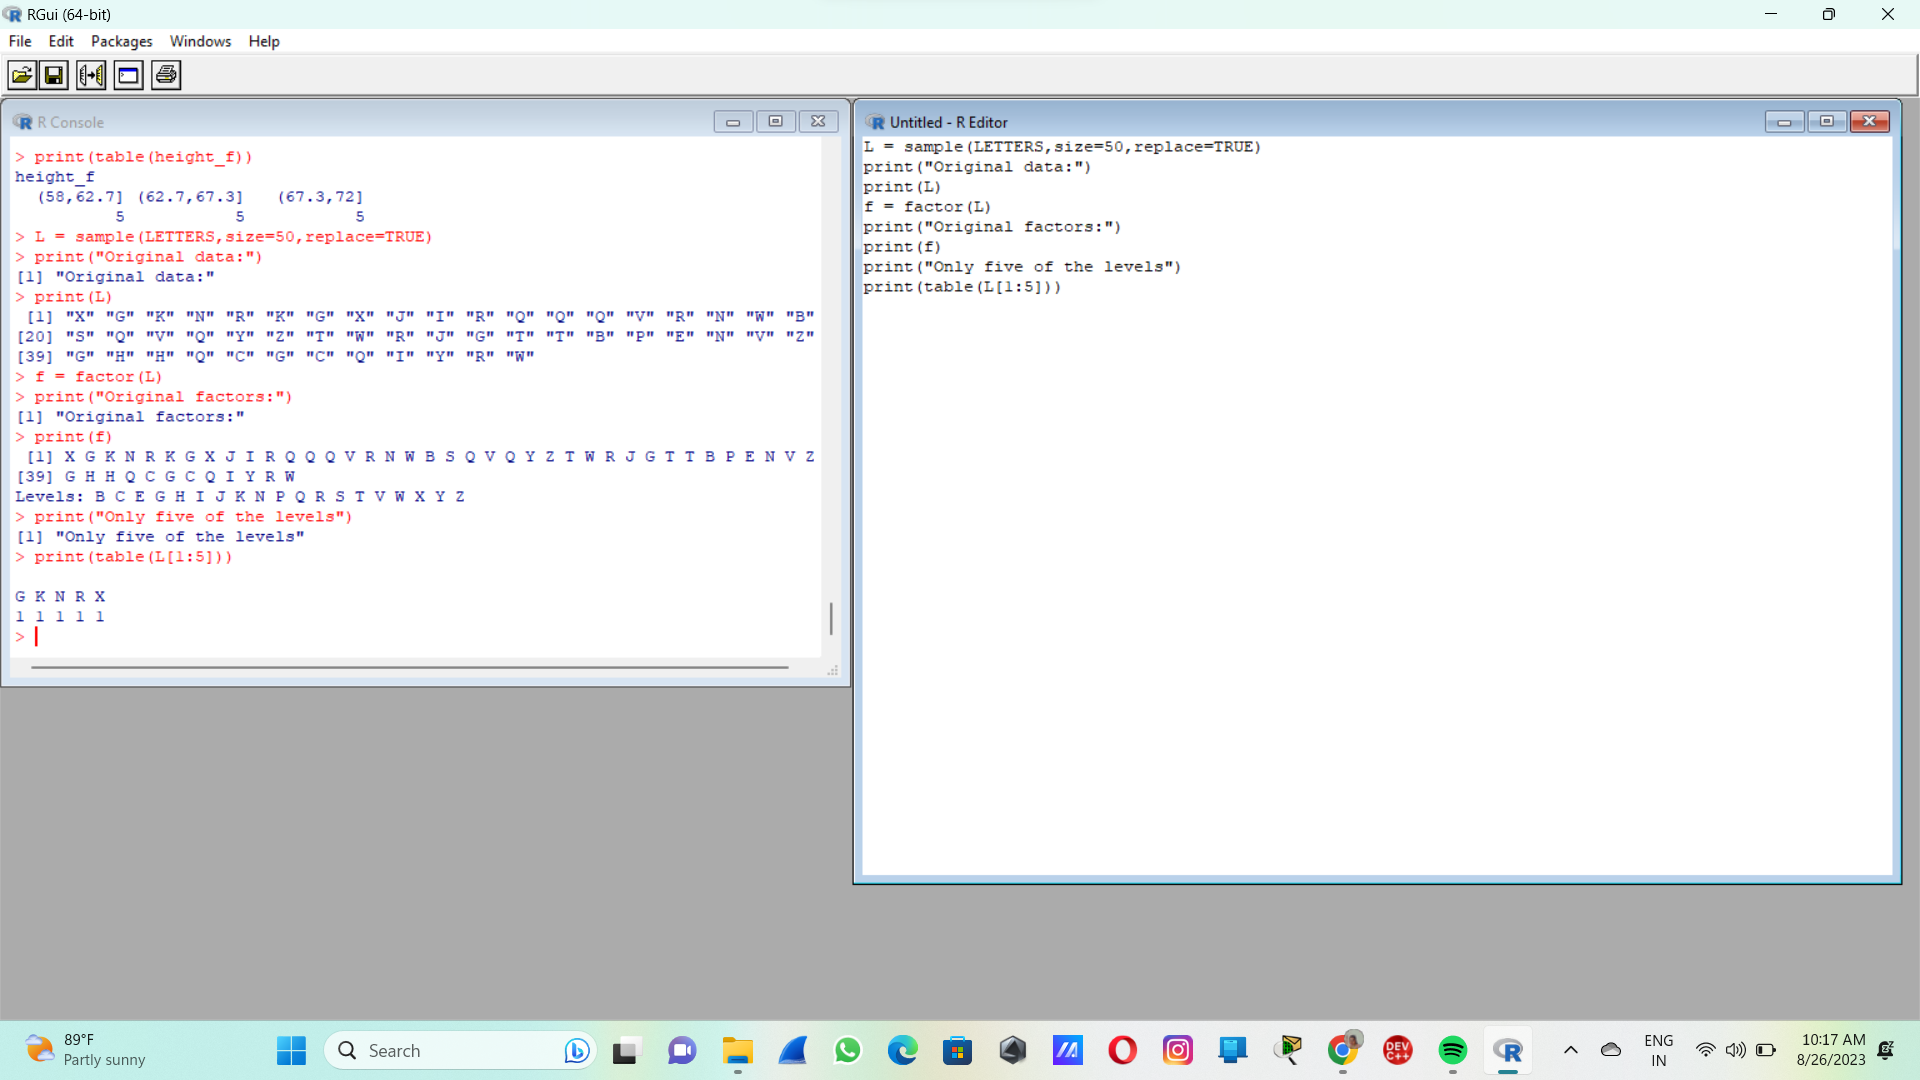 RGui (64-bit)
File Edit Packages Windows Help
R Console
> print(table(height_f))
height_f
  (58,62.7] (62.7,67.3]   (67.3,72]
          5           5           5
> L = sample(LETTERS,size=50,replace=TRUE)
> print("Original data:")
[1] "Original data:"
> print(L)
 [1] "X" "G" "K" "N" "R" "K" "G" "X" "J" "I" "R" "Q" "Q" "Q" "V" "R" "N" "W" "B"
[20] "S" "Q" "V" "Q" "Y" "Z" "T" "W" "R" "J" "G" "T" "T" "B" "P" "E" "N" "V" "Z"
[39] "G" "H" "H" "Q" "C" "G" "C" "Q" "I" "Y" "R" "W"
> f = factor(L)
> print("Original factors:")
[1] "Original factors:"
> print(f)
 [1] X G K N R K G X J I R Q Q Q V R N W B S Q V Q Y Z T W R J G T T B P E N V Z
[39] G H H Q C G C Q I Y R W
Levels: B C E G H I J K N P Q R S T V W X Y Z
> print("Only five of the levels")
[1] "Only five of the levels"
> print(table(L[1:5]))
G K N R X
1 1 1 1 1
>
Untitled - R Editor
L = sample(LETTERS,size=50,replace=TRUE)
print("Original data:")
print(L)
f = factor(L)
print("Original factors:")
print(f)
print("Only five of the levels")
print(table(L[1:5]))
89°F
Partly sunny
Search
DEV
C++
ENG
IN
10:17 AM
8/26/2023